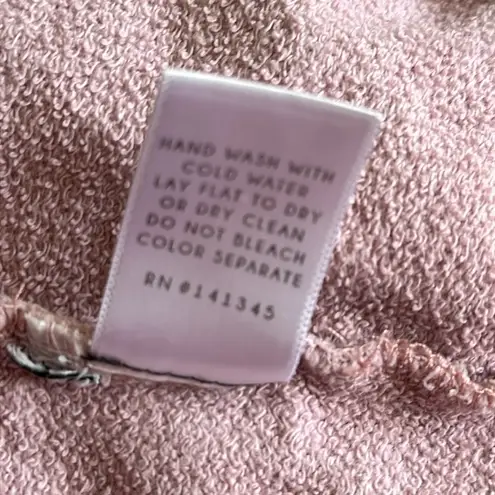 HAND WASH WITH
COLD WATER
LAY FLAT TO DRY
OR DRY CLEAN
DO NOT BLEACH
COLOR SEPARATE
RN #141345